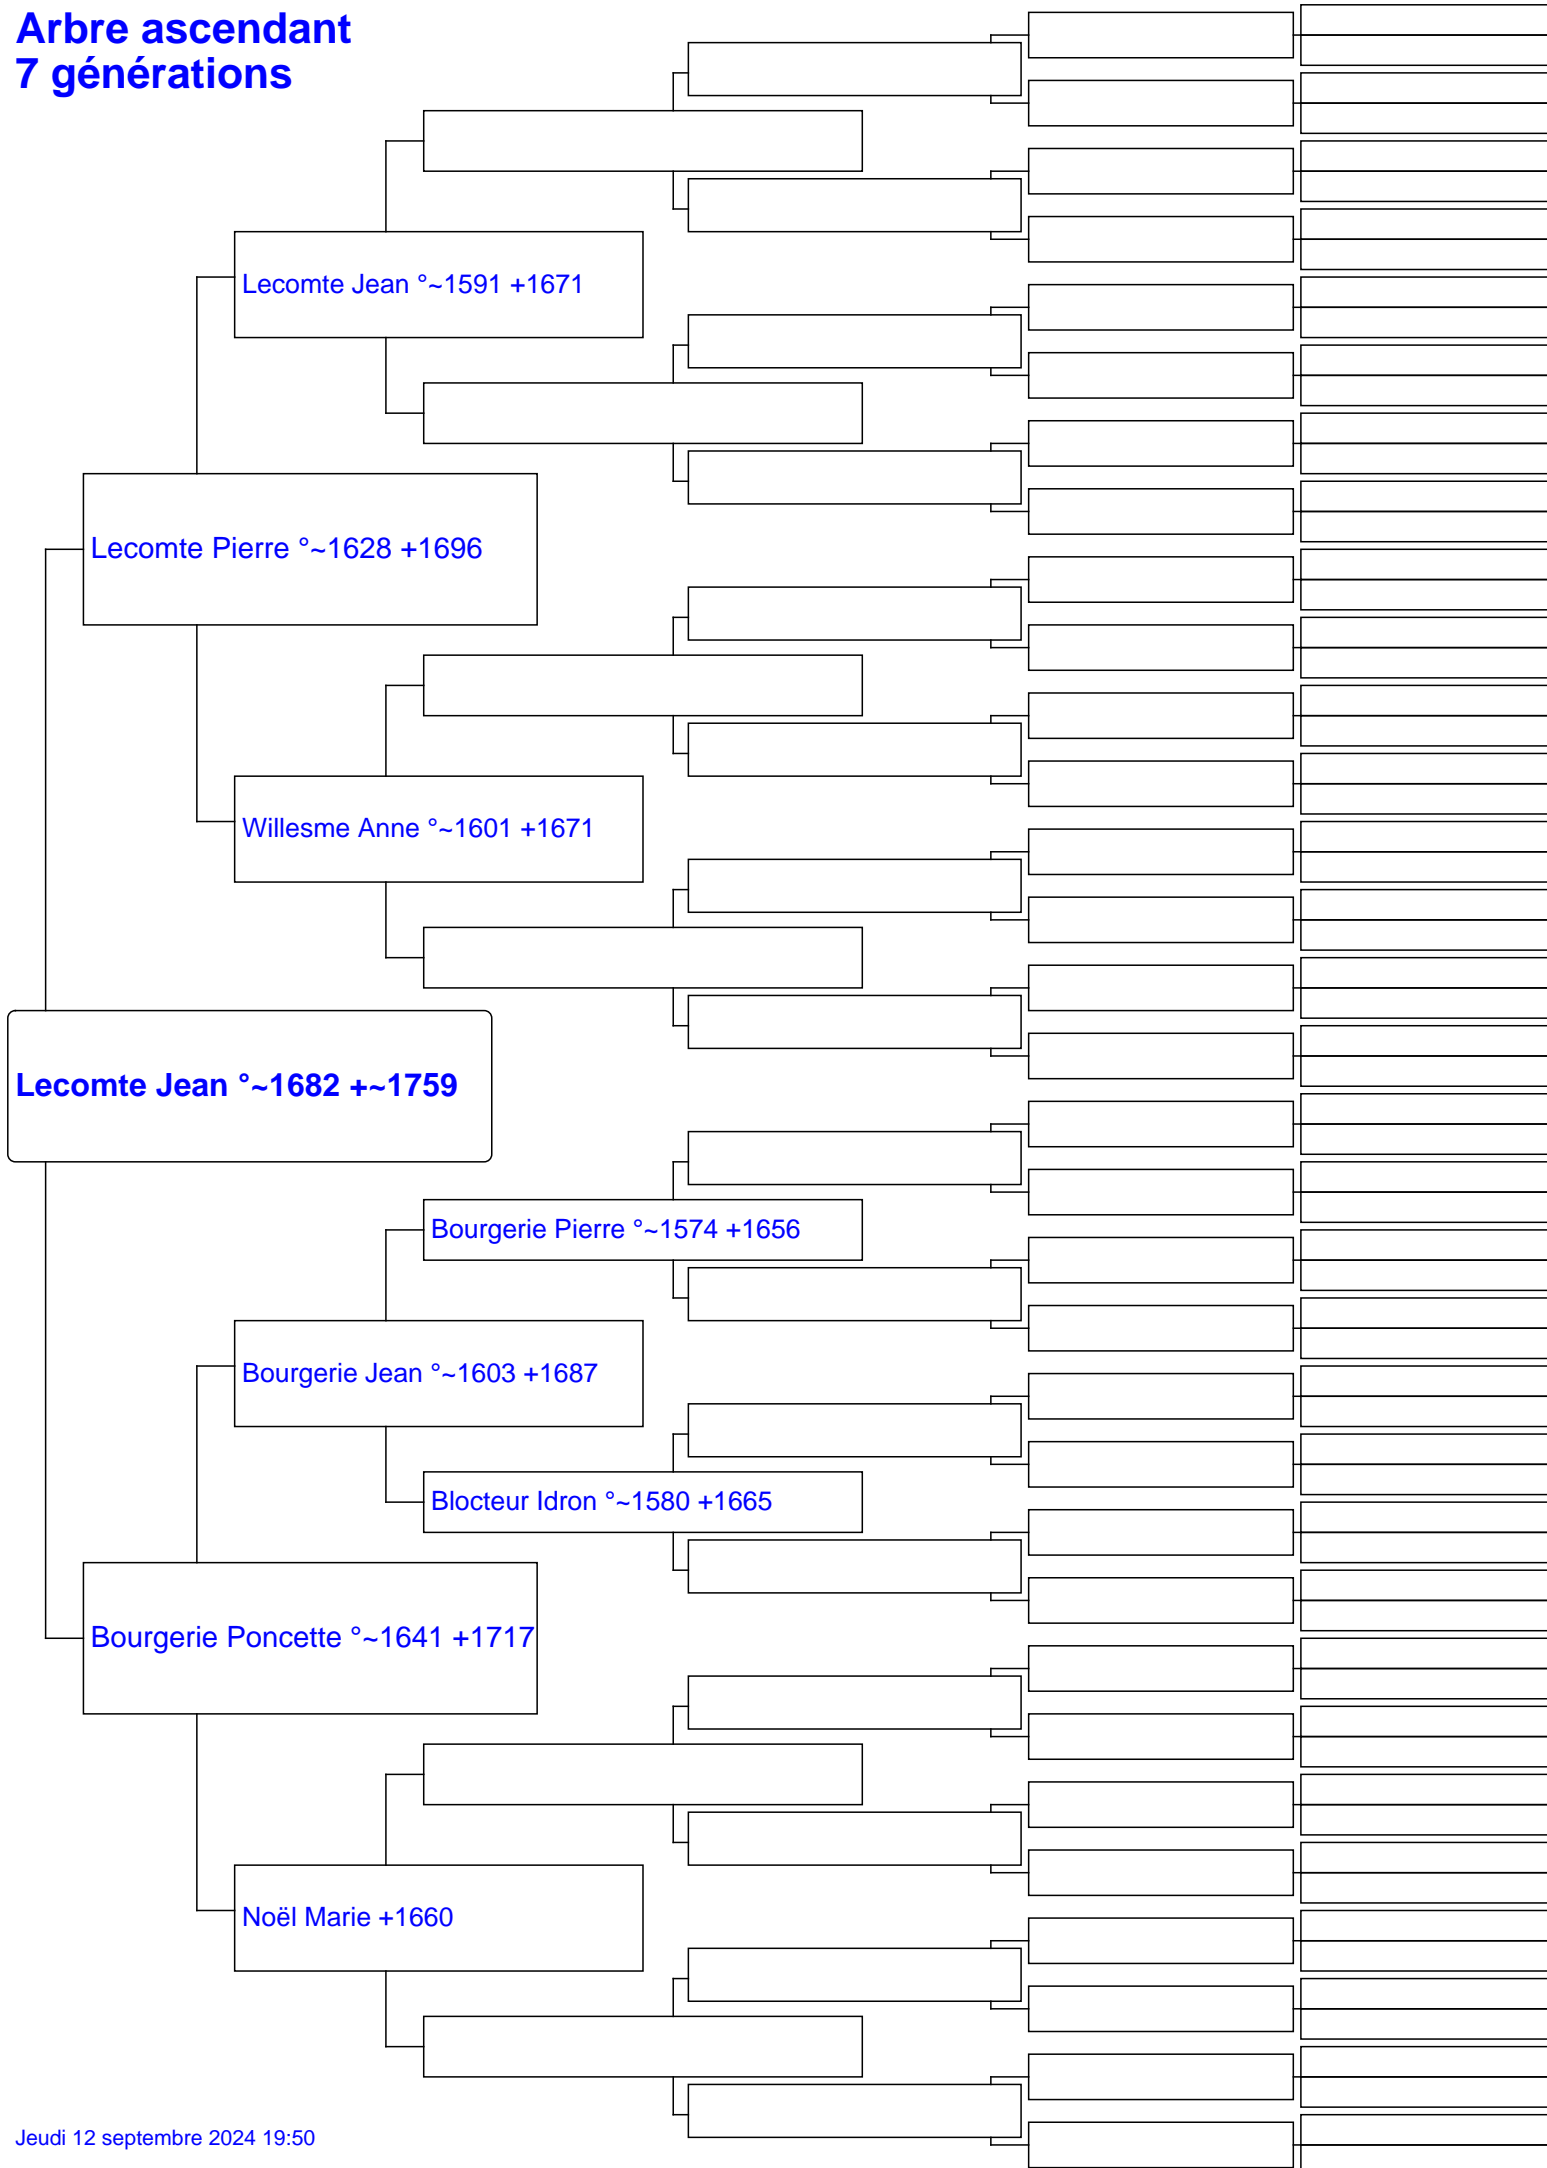 Arbre ascendant
7 générations
Lecomte Jean °~1591 +1671
Lecomte Pierre °~1628 +1696
Willesme Anne °~1601 +1671
Lecomte Jean °~1682 +~1759
Bourgerie Pierre °~1574 +1656
Bourgerie Jean °~1603 +1687
Blocteur Idron °~1580 +1665
Bourgerie Poncette °~1641 +1717
Noël Marie +1660
Jeudi 12 septembre 2024 19:50